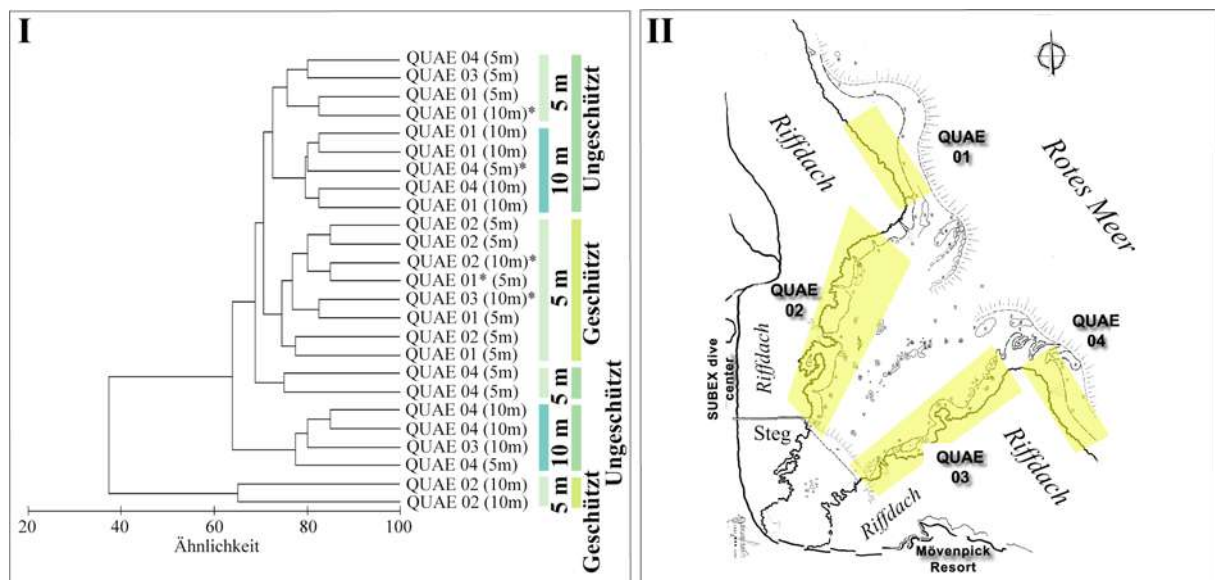 I
QUAE 04 (5m)
QUAE 03 (5m)
QUAE 01 (5m)
QUAE 01 (10m)*
QUAE 01 (10m)
QUAE 01 (10m)
QUAE 04 (5m)*
QUAE 04 (10m)
QUAE 01 (10m)
QUAE 02 (5m)
QUAE 02 (5m)
QUAE 02 (10m)*
QUAE 01* (5m)
QUAE 03 (10m)*
QUAE 01 (5m)
QUAE 02 (5m)
QUAE 01 (5m)
QUAE 04 (5m)
QUAE 04 (5m)
QUAE 04 (10m)
QUAE 04 (10m)
QUAE 03 (10m)
QUAE 04 (5m)
QUAE 02 (10m)
QUAE 02 (10m)
5 m
10 m
5 m
5 m
10 m
5 m
Ungeschützt
Geschützt
Ungeschützt
Geschützt
20 40 60 80 100
Ähnlichkeit
II
Riffdach
QUAE
01
Rotes Meer
QUAE
02
QUAE
04
Riffdach
SUBEX dive
center
Steg
QUAE
03
Riffdach
Riffdach
Mövenpick
Resort